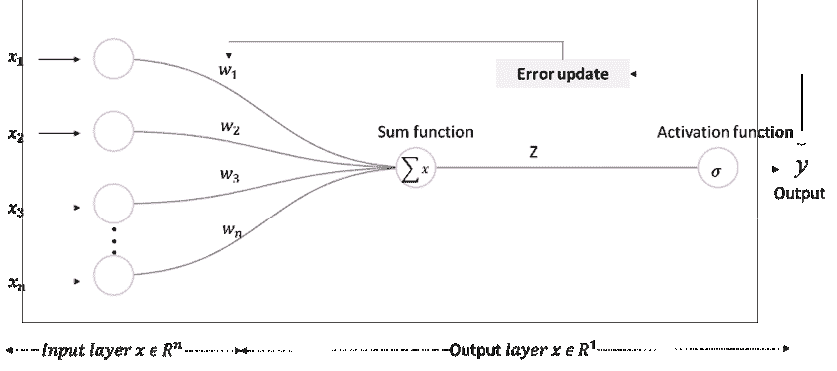 x₁
w₁
Error update
x₂
w₂
Sum function
Activation function
Z
w₃
∑x
σ
𝒴
Output
x₃
wₙ
xₙ
Input layer x ϵ Rⁿ
Output layer x ϵ R¹